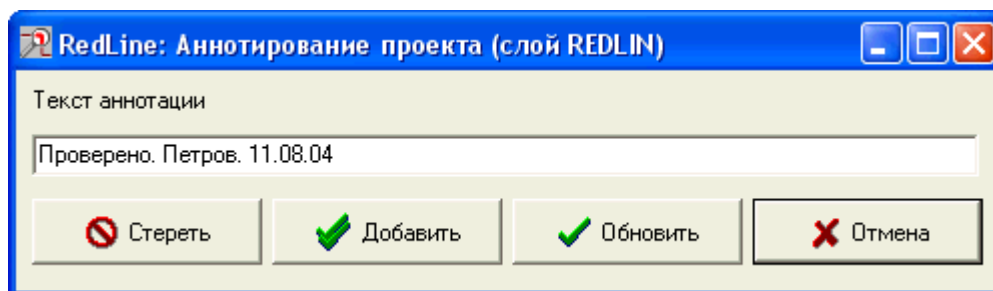 RedLine: Аннотирование проекта (слой REDLIN)
Текст аннотации
Проверено. Петров. 11.08.04
Стереть Добавить Обновить Отмена